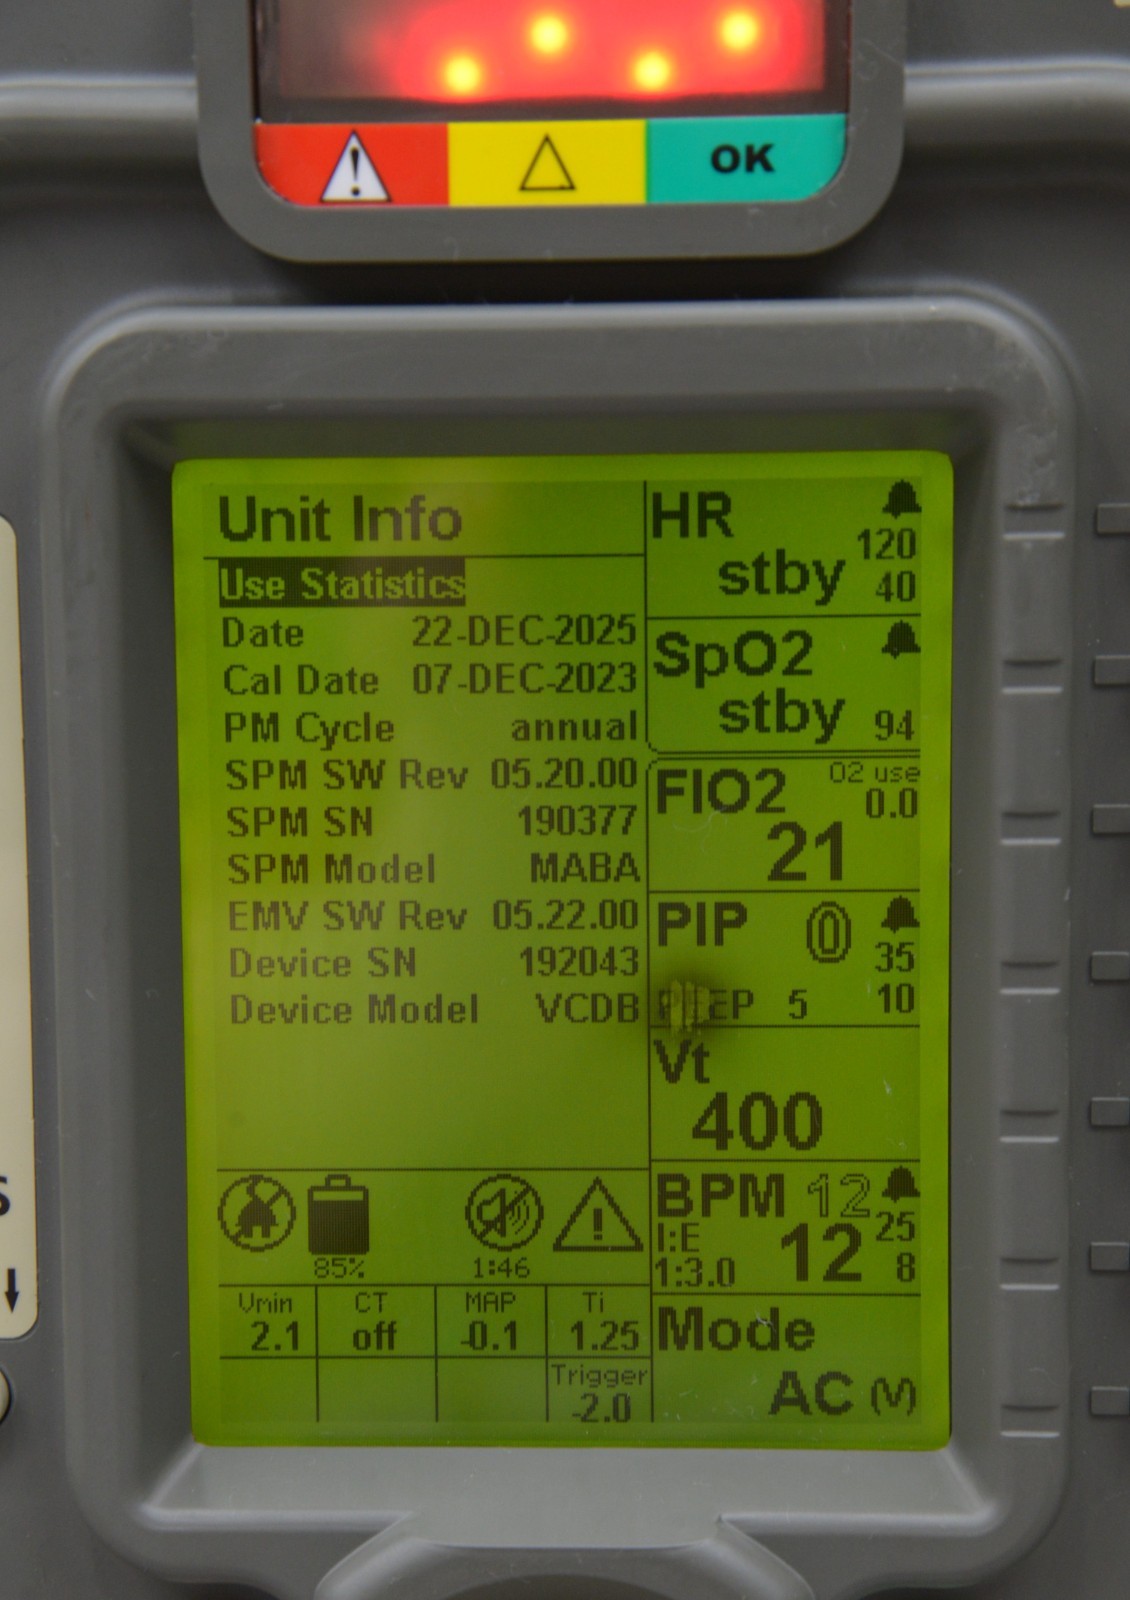 OK
Unit Info
Use Statistics
Date 22-DEC-2025
Cal Date 07-DEC-2023
PM Cycle annual
SPM SW Rev 05.20.00
SPM SN 190377
SPM Model MABA
EMV SW Rev 05.22.00
Device SN 192043
Device Model VCDB
85% 1:46
Vmin CT MAP Ti
2.1 off -0.1 1.25
Trigger
-2.0
HR
120
stby 40
SpO2
stby 94
FIO2 O2 use
0.0
21
PIP 0
35
PEEP 5 10
Vt
400
BPM 12
I:E 25
1:3.0 12 8
Mode
AC (V)
S